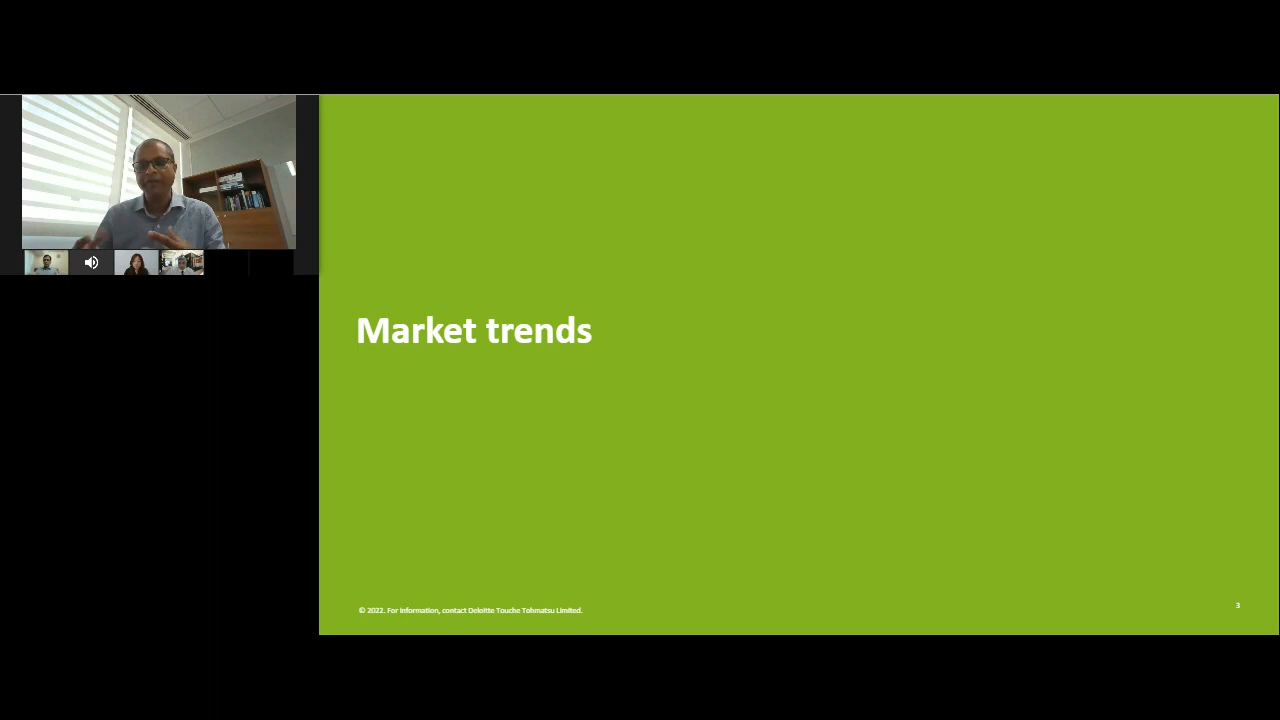 Market trends
© 2022. For information, contact Deloitte Touche Tohmatsu Limited.
3